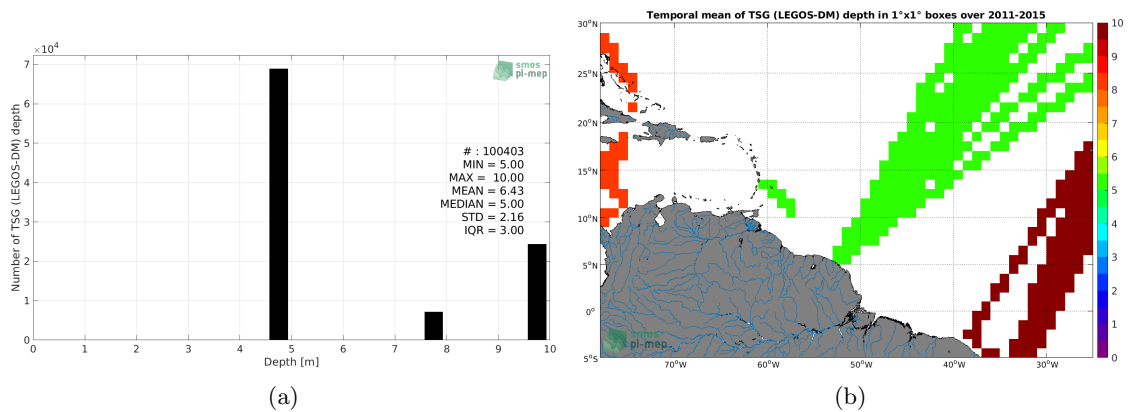 ×10^4
7
6
5
4
3
2
1
0
Number of TSG (LEGOS-DM) depth
0 1 2 3 4 5 6 7 8 9 10
Depth [m]
smos
pi-mep
# : 100403
MIN = 5.00
MAX = 10.00
MEAN = 6.43
MEDIAN = 5.00
STD = 2.16
IQR = 3.00
(a)
Temporal mean of TSG (LEGOS-DM) depth in 1°x1° boxes over 2011-2015
30°N
25°N
20°N
15°N
10°N
5°N
0°
5°S
70°W 60°W 50°W 40°W 30°W
10
9
8
7
6
5
4
3
2
1
0
smos
pi-mep
(b)